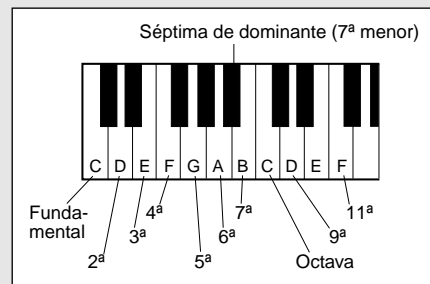 Séptima de dominante (7ª menor)
C D E F G A B C D E F
Funda-
mental
4ª
7ª
11ª
3ª
6ª
9ª
2ª
5ª
Octava